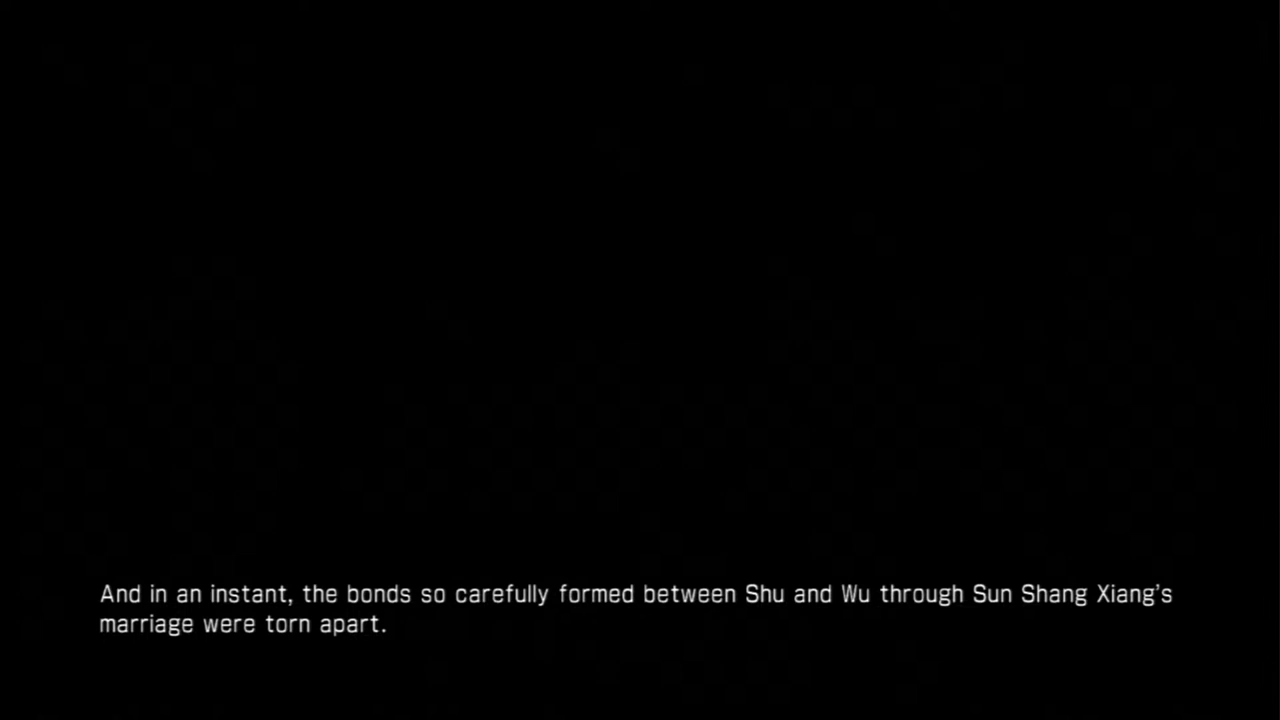 And in an instant, the bonds so carefully formed between Shu and Wu through Sun Shang Xiang's
marriage were torn apart.